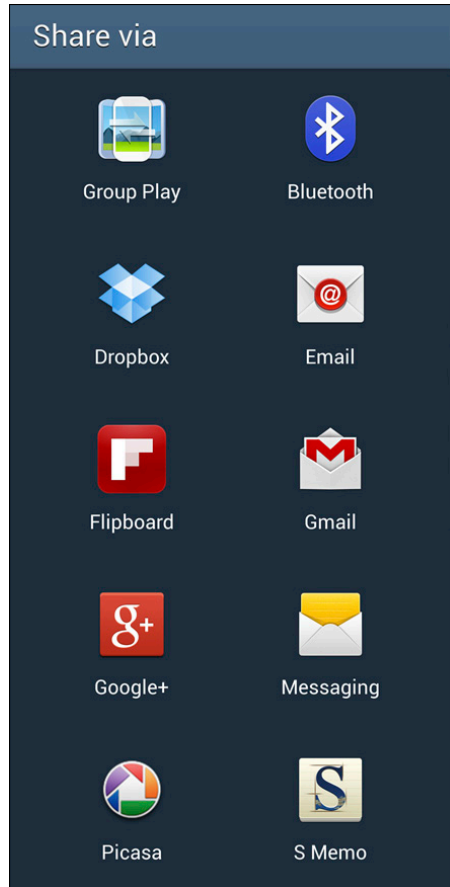 Share via
Group Play
Bluetooth
Dropbox
@
Email
Flipboard
Gmail
g+
Google+
Messaging
Picasa
S
S Memo